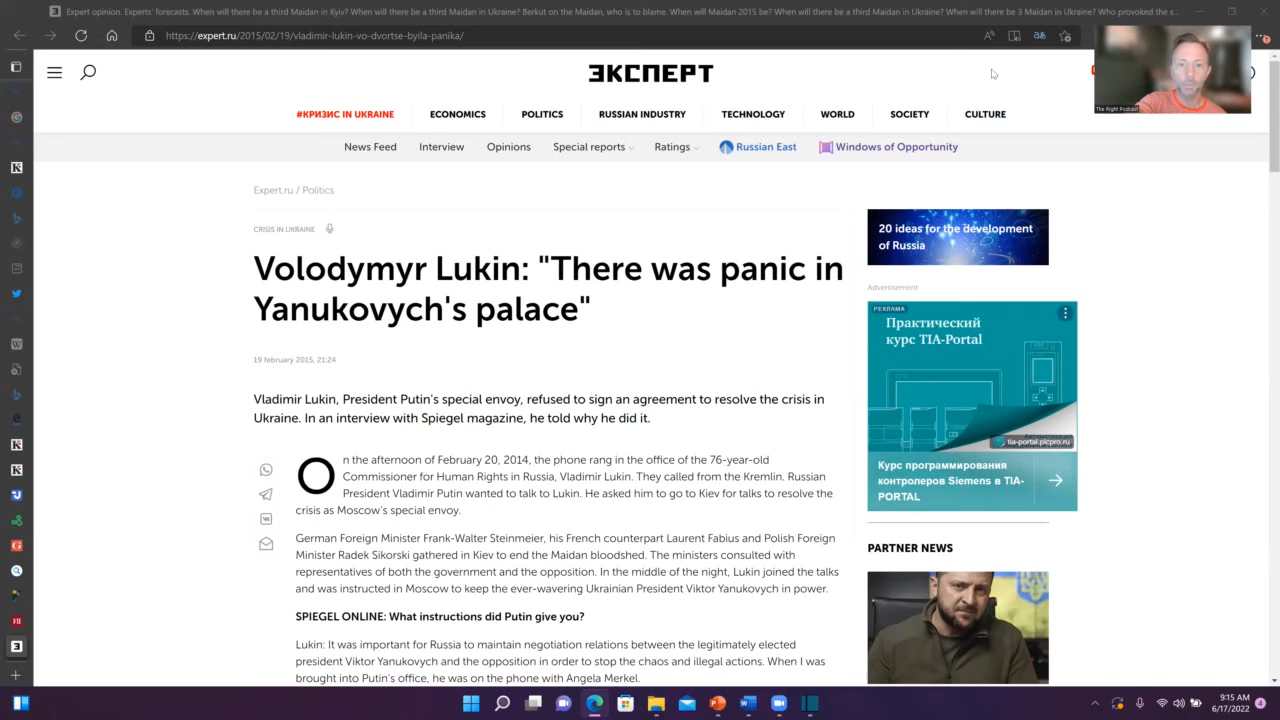 Expert opinion. Experts' forecasts. When will there be a third Maidan in Kyiv? Berkut on the Maidan, who is to blame. When will there be a third Maidan in Ukraine? Will Maidan 2015 be? When will there be 3 Maidan in Ukraine? Who provoked the s...
https://expert.ru/2015/02/19/vladimir-lukin-vo-dvortse-byla-panika/
ЭКСПЕРТ
The Right Podcast
#КРИЗИС IN UKRAINE
ECONOMICS
POLITICS
RUSSIAN INDUSTRY
TECHNOLOGY
WORLD
SOCIETY
CULTURE
News Feed
Interview
Opinions
Special reports
Ratings
Russian East
Windows of Opportunity
Expert.ru / Politics
CRISIS IN UKRAINE
Volodymyr Lukin: "There was panic in
Yanukovych's palace"
19 february 2015, 21:24
Vladimir Lukin, President Putin's special envoy, refused to sign an agreement to resolve the crisis in
Ukraine. In an interview with Spiegel magazine, he told why he did it.
On the afternoon of February 20, 2014, the phone rang in the office of the 76-year-old
Commissioner for Human Rights in Russia, Vladimir Lukin. They called from the Kremlin. Russian
President Vladimir Putin wanted to talk to Lukin. He asked him to go to Kiev for talks to resolve the
crisis as Moscow's special envoy.
German Foreign Minister Frank-Walter Steinmeier, his French counterpart Laurent Fabius and Polish Foreign
Minister Radek Sikorski gathered in Kiev to end the Maidan bloodshed. The ministers consulted with
representatives of both the government and the opposition. In the middle of the night, Lukin joined the talks
and was instructed in Moscow to keep the ever-wavering Ukrainian President Viktor Yanukovych in power.
SPIEGEL ONLINE: What instructions did Putin give you?
Lukin: It was important for Russia to maintain negotiation relations between the legitimately elected
president Viktor Yanukovych and the opposition in order to stop the chaos and illegal actions. When I was
brought into Putin's office, he was on the phone with Angela Merkel.
20 ideas for the development
of Russia
Advertisement
РЕКЛАМА
Практический
курс TIA-Portal
tia-portal.plcpro.ru
Курс программирования
контролеров Siemens в TIA-
PORTAL
PARTNER NEWS
9:15 AM
6/17/2022